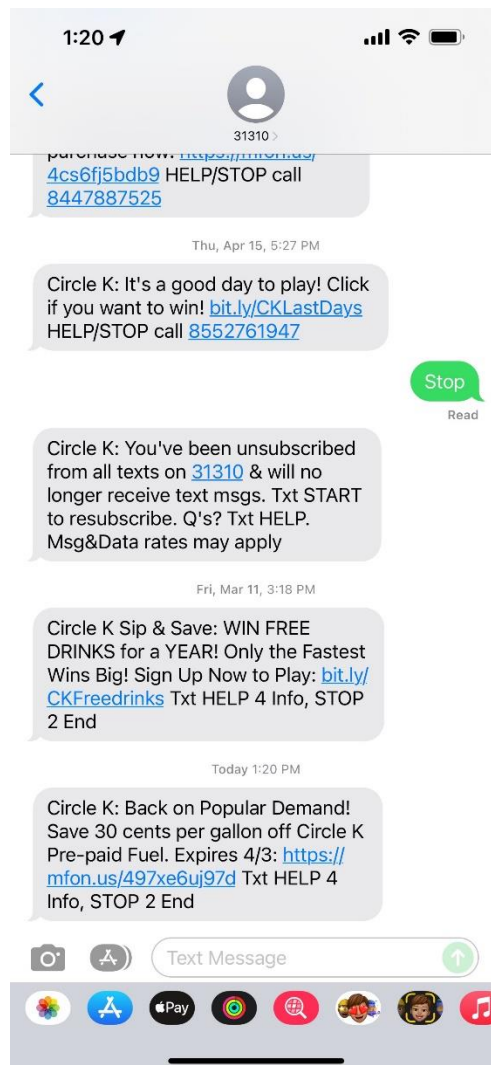 1:20
31310
purchase now! https://mfon.us/
4cs6fj5bdb9 HELP/STOP call
8447887525
Thu, Apr 15, 5:27 PM
Circle K: It's a good day to play! Click
if you want to win! bit.ly/CKLastDays
HELP/STOP call 8552761947
Stop
Read
Circle K: You've been unsubscribed
from all texts on 31310 & will no
longer receive text msgs. Txt START
to resubscribe. Q's? Txt HELP.
Msg&Data rates may apply
Fri, Mar 11, 3:18 PM
Circle K Sip & Save: WIN FREE
DRINKS for a YEAR! Only the Fastest
Wins Big! Sign Up Now to Play: bit.ly/
CKFreedrinks Txt HELP 4 Info, STOP
2 End
Today 1:20 PM
Circle K: Back on Popular Demand!
Save 30 cents per gallon off Circle K
Pre-paid Fuel. Expires 4/3: https://
mfon.us/497xe6uj97d Txt HELP 4
Info, STOP 2 End
Text Message
Pay